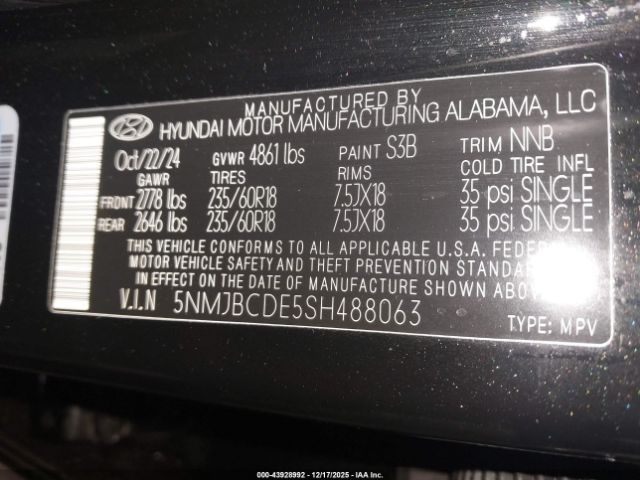 MANUFACTURED BY
HYUNDAI MOTOR MANUFACTURING ALABAMA, LLC
Oct/22/24 GVWR 4861 lbs PAINT S3B TRIM NNB
GAWR TIRES RIMS COLD TIRE INFL
FRONT 2778 lbs 235/60R18 7.5JX18 35 psi SINGLE
REAR 2646 lbs 235/60R18 7.5JX18 35 psi SINGLE
THIS VEHICLE CONFORMS TO ALL APPLICABLE U.S.A. FEDERAL
MOTOR VEHICLE SAFETY AND THEFT PREVENTION STANDARDS
IN EFFECT ON THE DATE OF MANUFACTURE SHOWN ABOVE.
V.I.N 5NMJBCDE5SH488063 TYPE: MPV
000-43928992 — 12/17/2025 — IAA Inc.